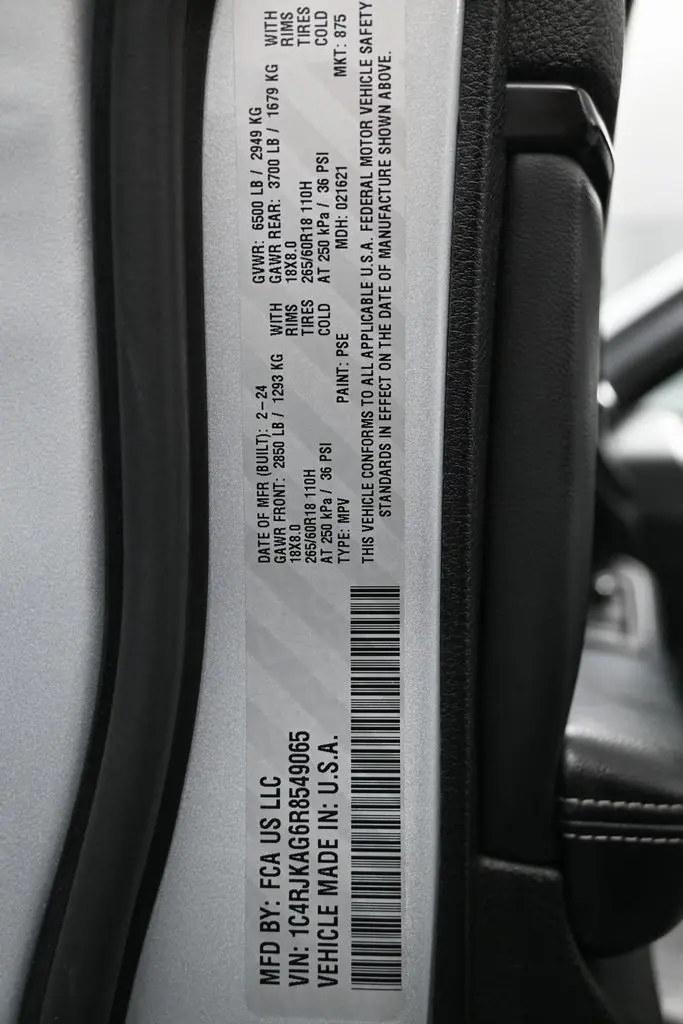 MFD BY: FCA US LLC
VIN: 1C4RJKAG6R8549065
VEHICLE MADE IN: U.S.A.
DATE OF MFR (BUILT): 2-24 GVWR: 6500 LB / 2949 KG
GAWR FRONT: 2850 LB / 1293 KG WITH GAWR REAR: 3700 LB / 1679 KG WITH
18X8.0 RIMS 18X8.0 RIMS
265/60R18 110H TIRES 265/60R18 110H TIRES
AT 250 kPa / 36 PSI COLD AT 250 kPa / 36 PSI COLD
TYPE: MPV PAINT: PSE MDH: 021621 MKT: 875
THIS VEHICLE CONFORMS TO ALL APPLICABLE U.S.A. FEDERAL MOTOR VEHICLE SAFETY
STANDARDS IN EFFECT ON THE DATE OF MANUFACTURE SHOWN ABOVE.